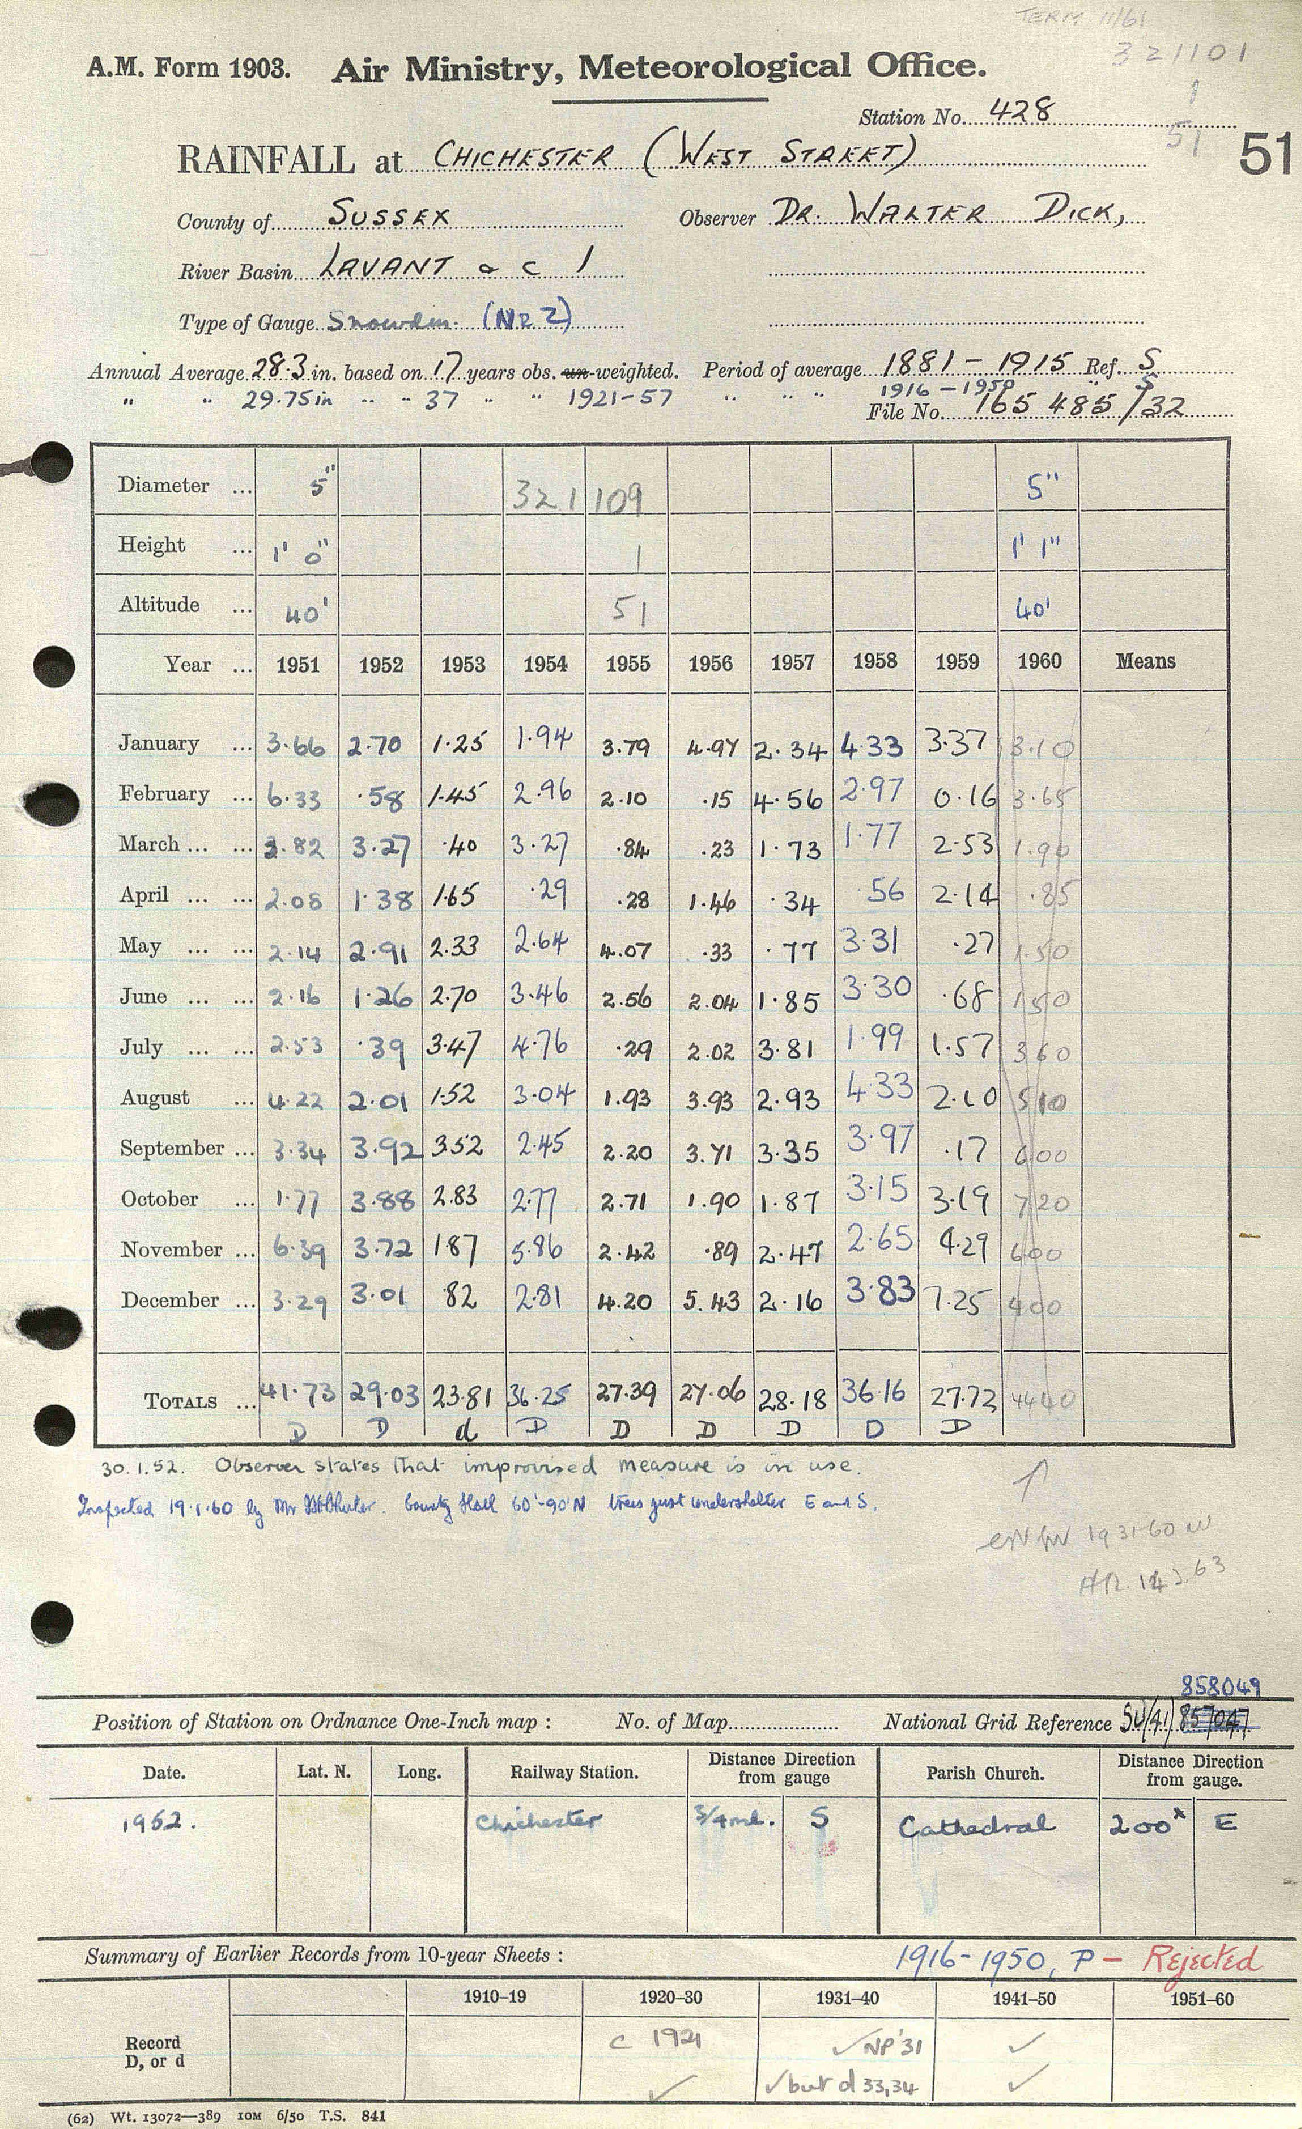 TERM 11/61
321101
1
51
A.M. Form 1903. Air Ministry, Meteorological Office.
Station No. 428
51
RAINFALL at CHICHESTER (WEST STREET)
County of SUSSEX Observer DR. WALTER DICK,
River Basin LAVANT & C 1
Type of Gauge Snowdon. (MR 2)
Annual Average 28.3 in. based on 17 years obs. un-weighted. Period of average 1881 - 1915 Ref. S
" " 29.75 in " " 37 " " 1921-57 " " " 1916 - 1950 " S
File No. 165 485/32
Diameter ... 5" 321109 5"
Height ... 1' 0" 1 1' 1"
Altitude ... 40' 51 40'
Year ... 1951 1952 1953 1954 1955 1956 1957 1958 1959 1960 Means
January ... 3.66 2.70 1.25 1.94 3.79 4.97 2.34 4.33 3.37 3.10
February ... 6.33 .58 1.45 2.96 2.10 .15 4.56 2.97 0.16 3.65
March ... ... 3.82 3.27 .40 3.27 .84 .23 1.73 1.77 2.53 1.90
April ... ... 2.08 1.38 1.65 .29 .28 1.46 .34 .56 2.14 .85
May ... ... 2.14 2.91 2.33 2.64 4.07 .33 .77 3.31 .27 1.50
June ... ... 2.16 1.26 2.70 3.46 2.56 2.04 1.85 3.30 .68 1.50
July ... ... 2.53 .39 3.47 4.76 .29 2.02 3.81 1.99 1.57 3.60
August ... 4.22 2.01 1.52 3.04 1.93 3.93 2.93 4.33 2.10 5.10
September ... 3.34 3.92 3.52 2.45 2.20 3.71 3.35 3.97 .17 6.00
October ... 1.77 3.88 2.83 2.77 2.71 1.90 1.87 3.15 3.19 7.20
November ... 6.39 3.72 1.87 5.86 2.42 .89 2.47 2.65 4.29 6.00
December ... 3.29 3.01 .82 2.81 4.20 5.43 2.16 3.83 7.25 4.00
TOTALS ... 41.73 29.03 23.81 36.25 27.39 27.06 28.18 36.16 27.72 44.40
D D d D D D D D D
30.1.52. Observer states that improvised measure is in use.
Inspected 19.1.60 by Mr County Hall 60'-90' N trees just undershelter E and S.
1931-60
858049
Position of Station on Ordnance One-Inch map : No. of Map National Grid Reference SU(41) 857047
Date. Lat. N. Long. Railway Station. Distance Direction from gauge Parish Church. Distance Direction from gauge.
1952. Chichester 3/4 ml. S Cathedral 200x E
Summary of Earlier Records from 10-year Sheets : 1916-1950, P - Rejected
1910–19 1920–30 1931–40 1941–50 1951–60
Record D, or d
c 1921 ✓ NP '31 ✓
✓ ✓ but d 33,34 ✓
(62) Wt. 13072—389 10M 6/50 T.S. 841